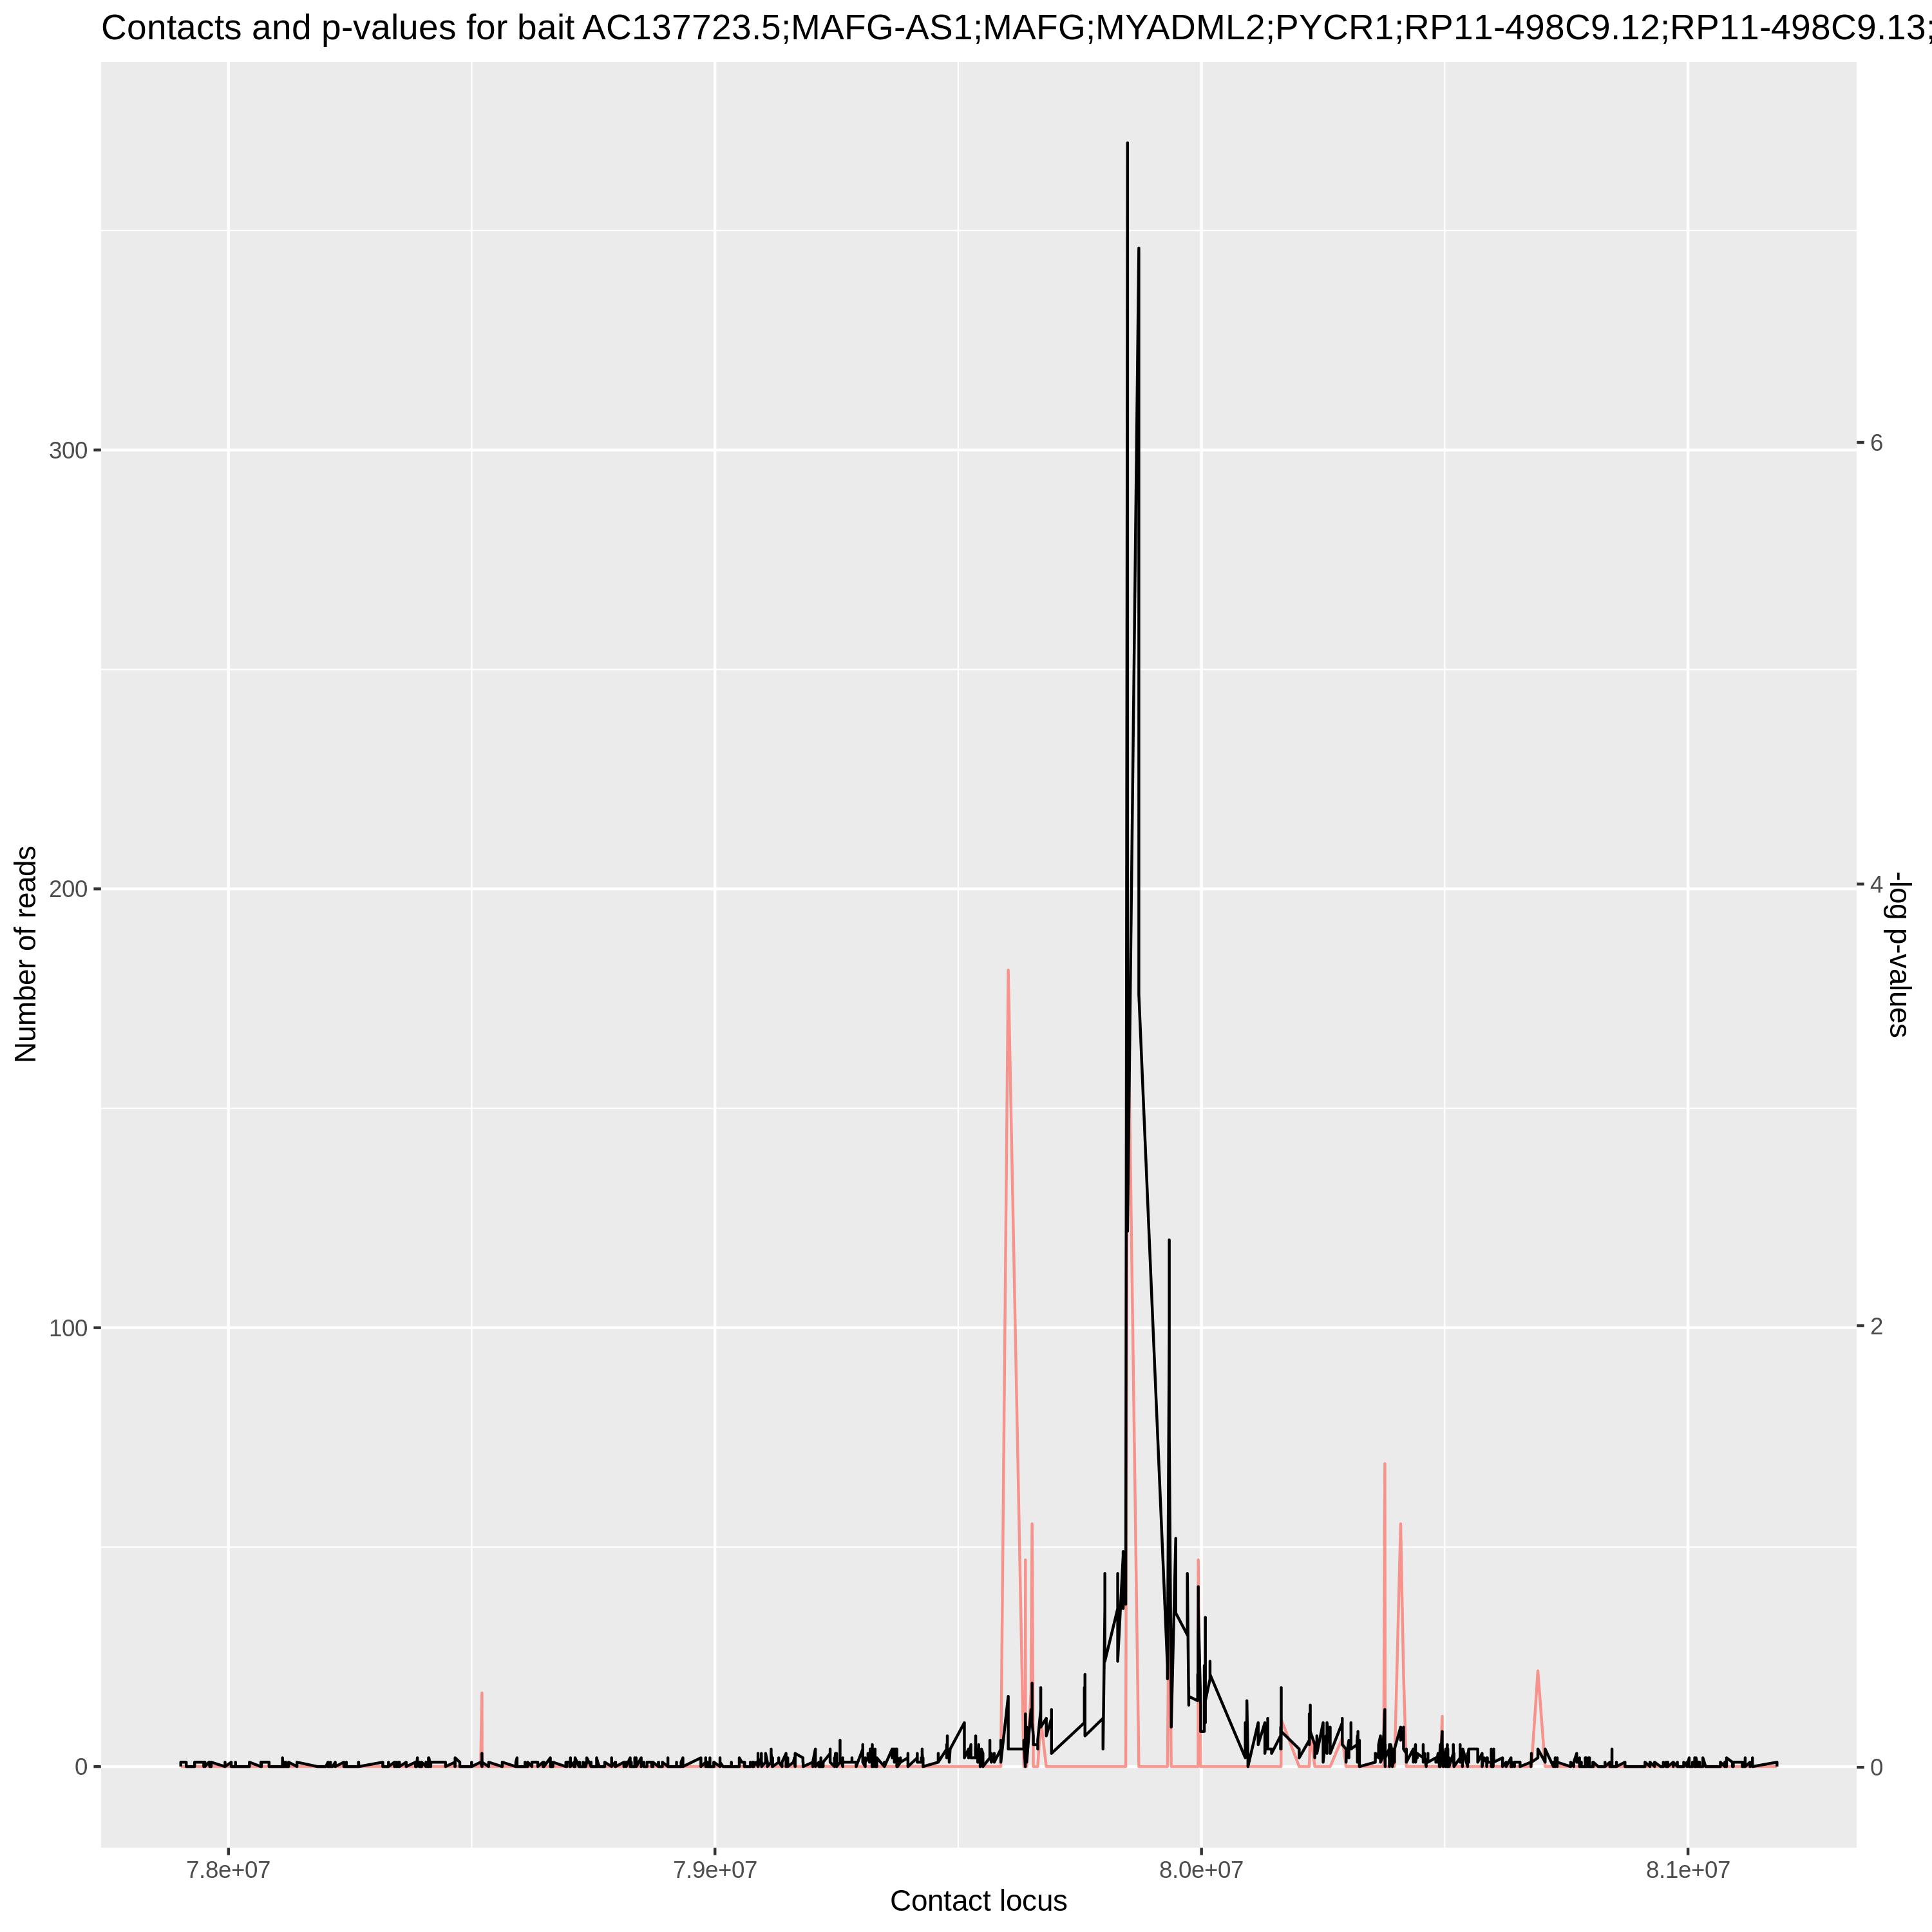 Contacts and p-values for bait AC137723.5;MAFG-AS1;MAFG;MYADML2;PYCR1;RP11-498C9.12;RP11-498C9.13;
300
200
100
0
Number of reads
6
4
2
0
-log p-values
7.8e+07 7.9e+07 8.0e+07 8.1e+07
Contact locus